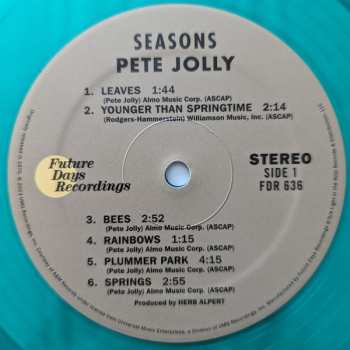 SEASONS
PETE JOLLY
1. LEAVES 1:44
(Pete Jolly) Almo Music Corp. (ASCAP)
2. YOUNGER THAN SPRINGTIME 2:14
(Rodgers-Hammerstein) Williamson Music, Inc. (ASCAP)
Future
Days
Recordings
STEREO
SIDE 1
FDR 636
3. BEES 2:52
(Pete Jolly) Almo Music Corp. (ASCAP)
4. RAINBOWS 1:15
(Pete Jolly) Almo Music Corp. (ASCAP)
5. PLUMMER PARK 4:15
(Pete Jolly) Almo Music Corp. (ASCAP)
6. SPRINGS 2:55
(Pete Jolly) Almo Music Corp. (ASCAP)
Produced by HERB ALPERT